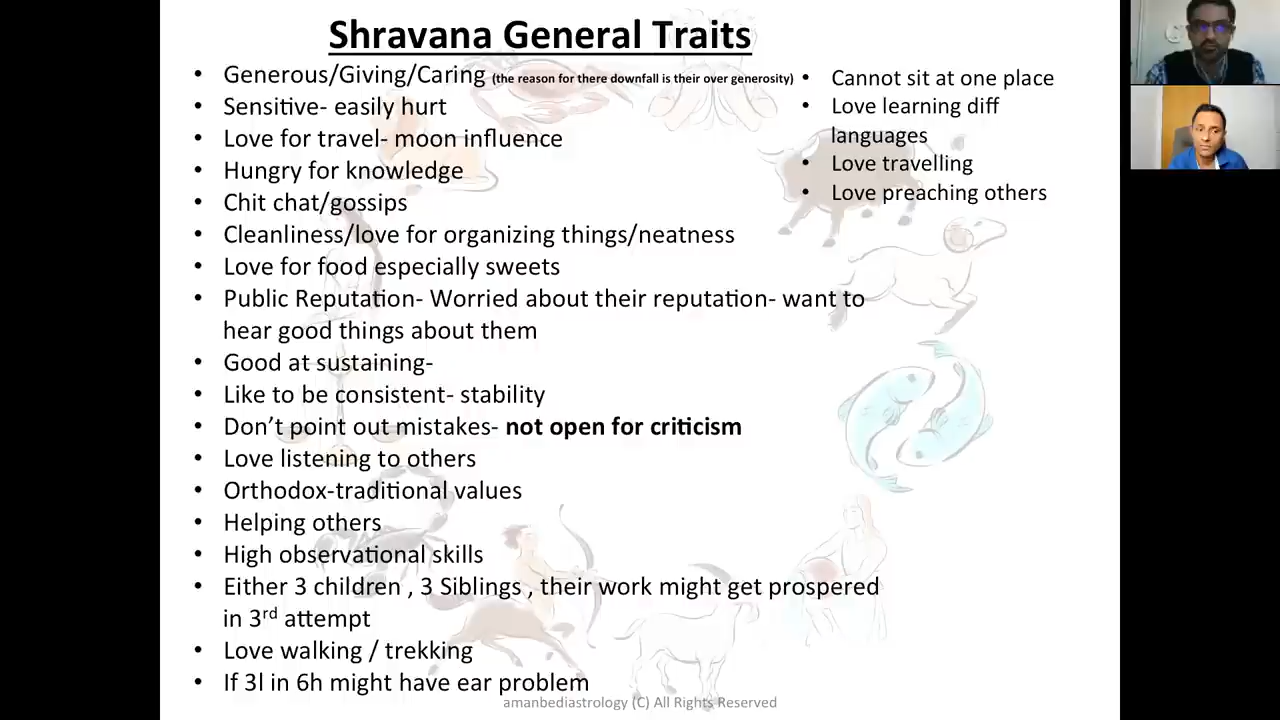 Shravana General Traits
• Generous/Giving/Caring (the reason for there downfall is their over generosity)
• Sensitive- easily hurt
• Love for travel- moon influence
• Hungry for knowledge
• Chit chat/gossips
• Cleanliness/love for organizing things/neatness
• Love for food especially sweets
• Public Reputation- Worried about their reputation- want to
hear good things about them
• Good at sustaining-
• Like to be consistent- stability
• Don’t point out mistakes- not open for criticism
• Love listening to others
• Orthodox-traditional values
• Helping others
• High observational skills
• Either 3 children , 3 Siblings , their work might get prospered
in 3rd attempt
• Love walking / trekking
• If 3l in 6h might have ear problem
• Cannot sit at one place
• Love learning diff
languages
• Love travelling
• Love preaching others
amanbediastrology (C) All Rights Reserved